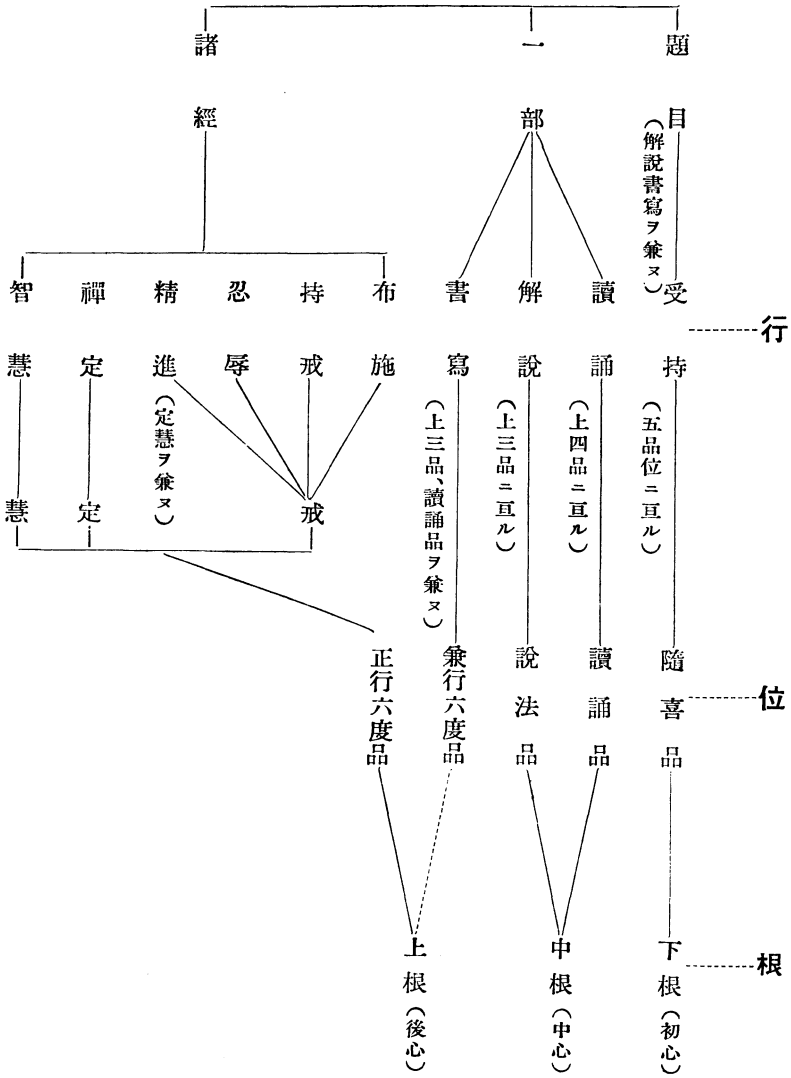 題目
(解說書寫ヲ兼ヌ)
一部
諸經
行
受持
(五品位ニ亘ル)
讀誦
(上四品ニ亘ル)
解說
(上三品ニ亘ル)
書寫
(上三品、讀誦品ヲ兼ヌ)
布施
持戒
忍辱
精進
(定慧ヲ兼ヌ)
禪定
智慧
戒
定
慧
位
隨喜品
讀誦品
說法品
兼行六度品
正行六度品
根
下根(初心)
中根(中心)
上根(後心)